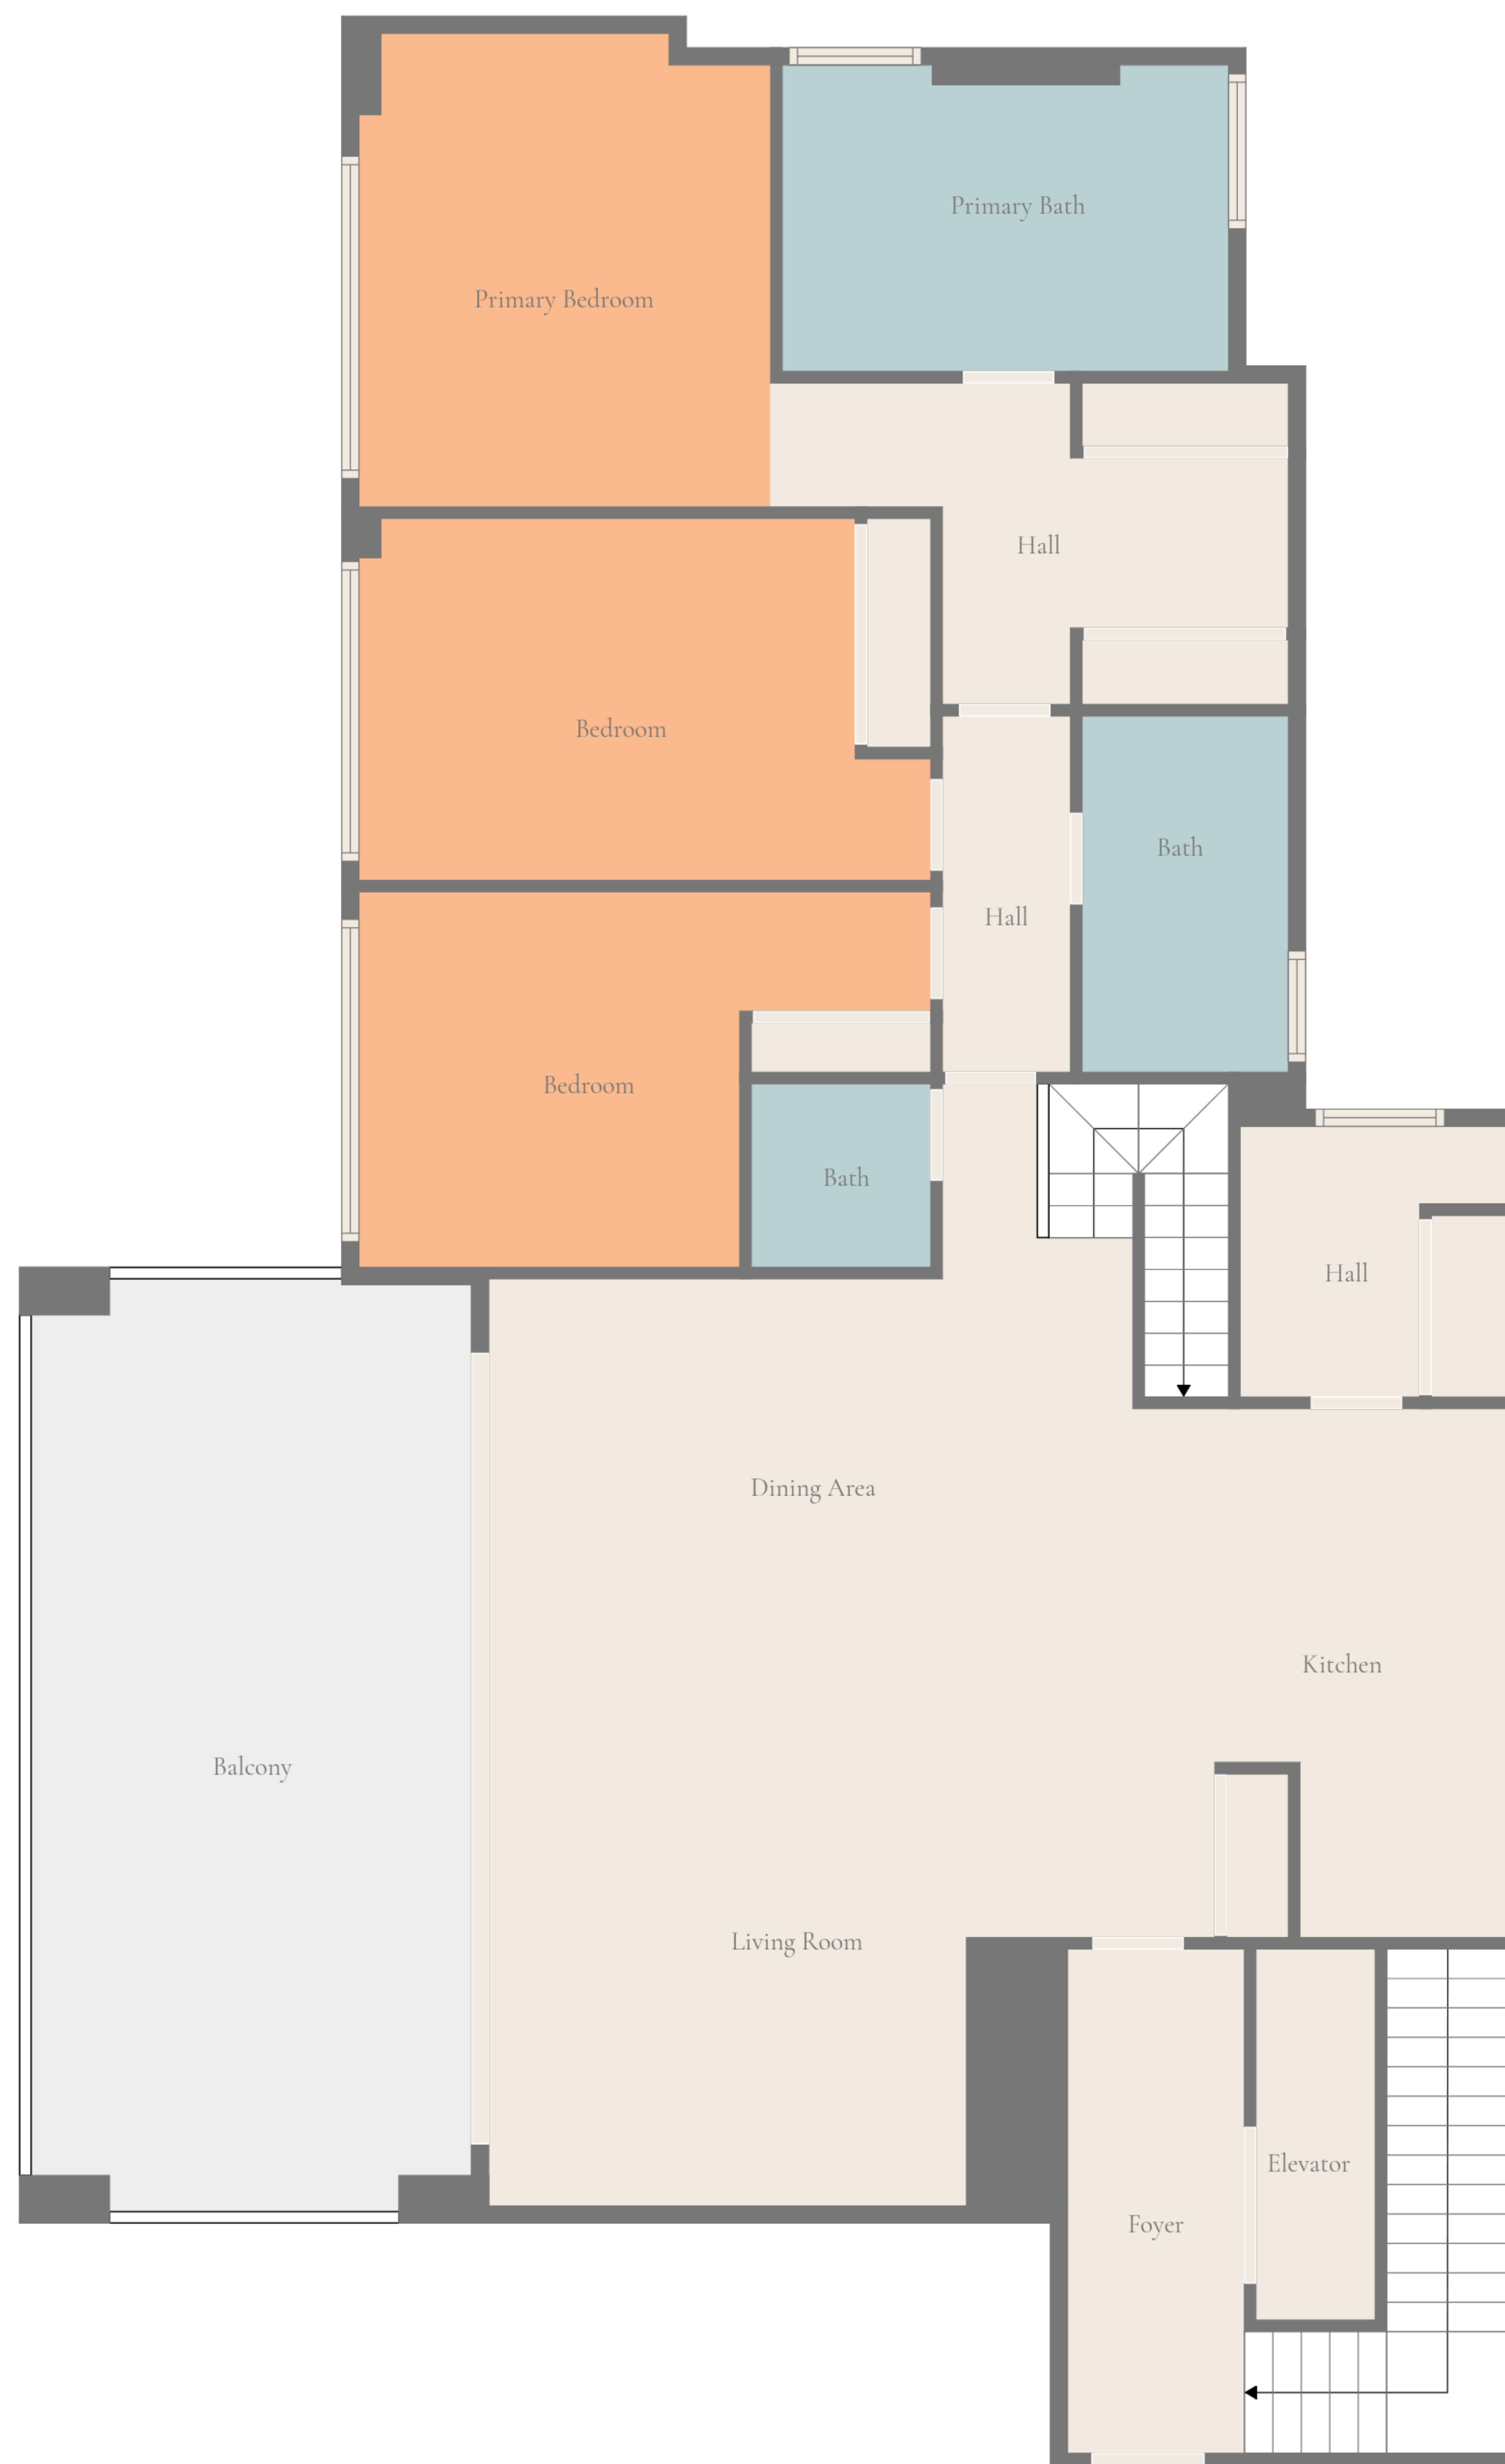 Primary Bath
Primary Bedroom
Hall
Bedroom
Bath
Hall
Bedroom
Bath
Hall
Dining Area
Kitchen
Balcony
Living Room
Elevator
Foyer